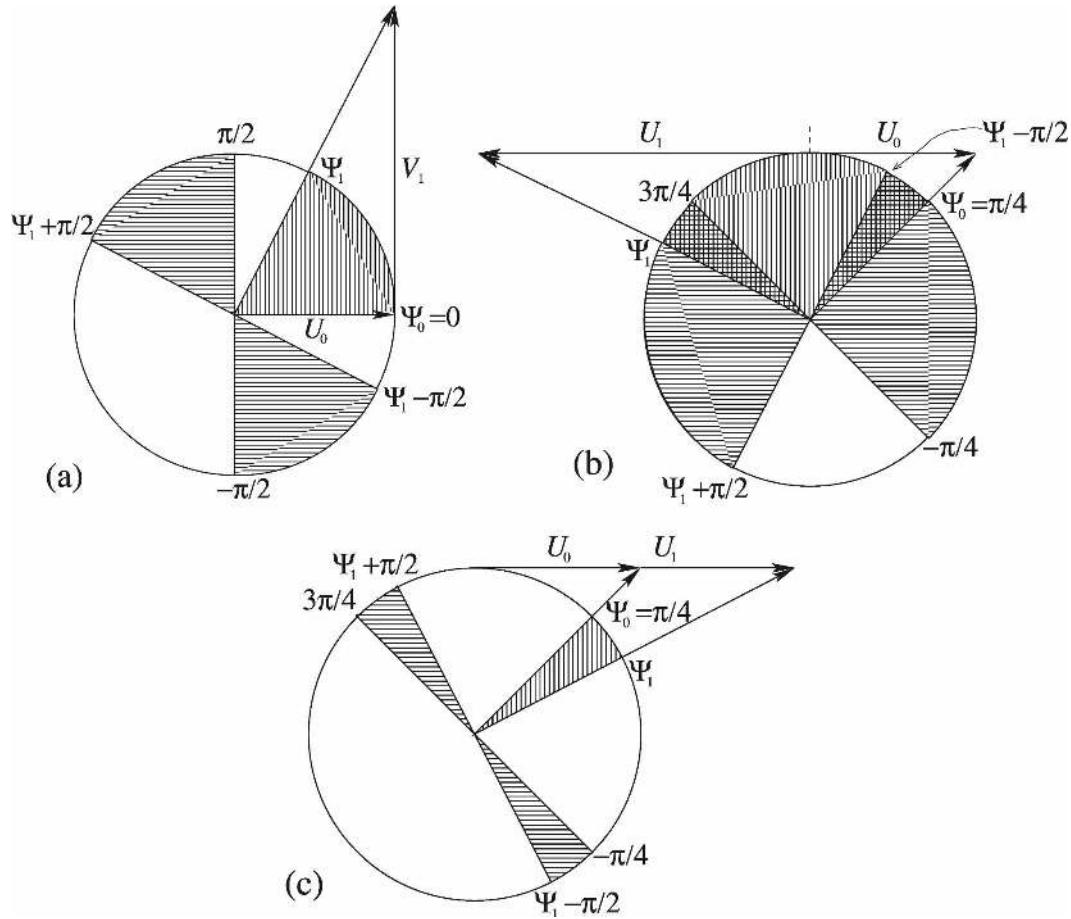 π/2
Ψ₁
V₁
Ψ₁+π/2
U₀
Ψ₀=0
Ψ₁−π/2
−π/2
(a)
U₁
U₀
Ψ₁−π/2
3π/4
Ψ₀=π/4
Ψ₁
−π/4
Ψ₁+π/2
(b)
U₀
U₁
Ψ₁+π/2
3π/4
Ψ₀=π/4
Ψ₁
−π/4
Ψ₁−π/2
(c)